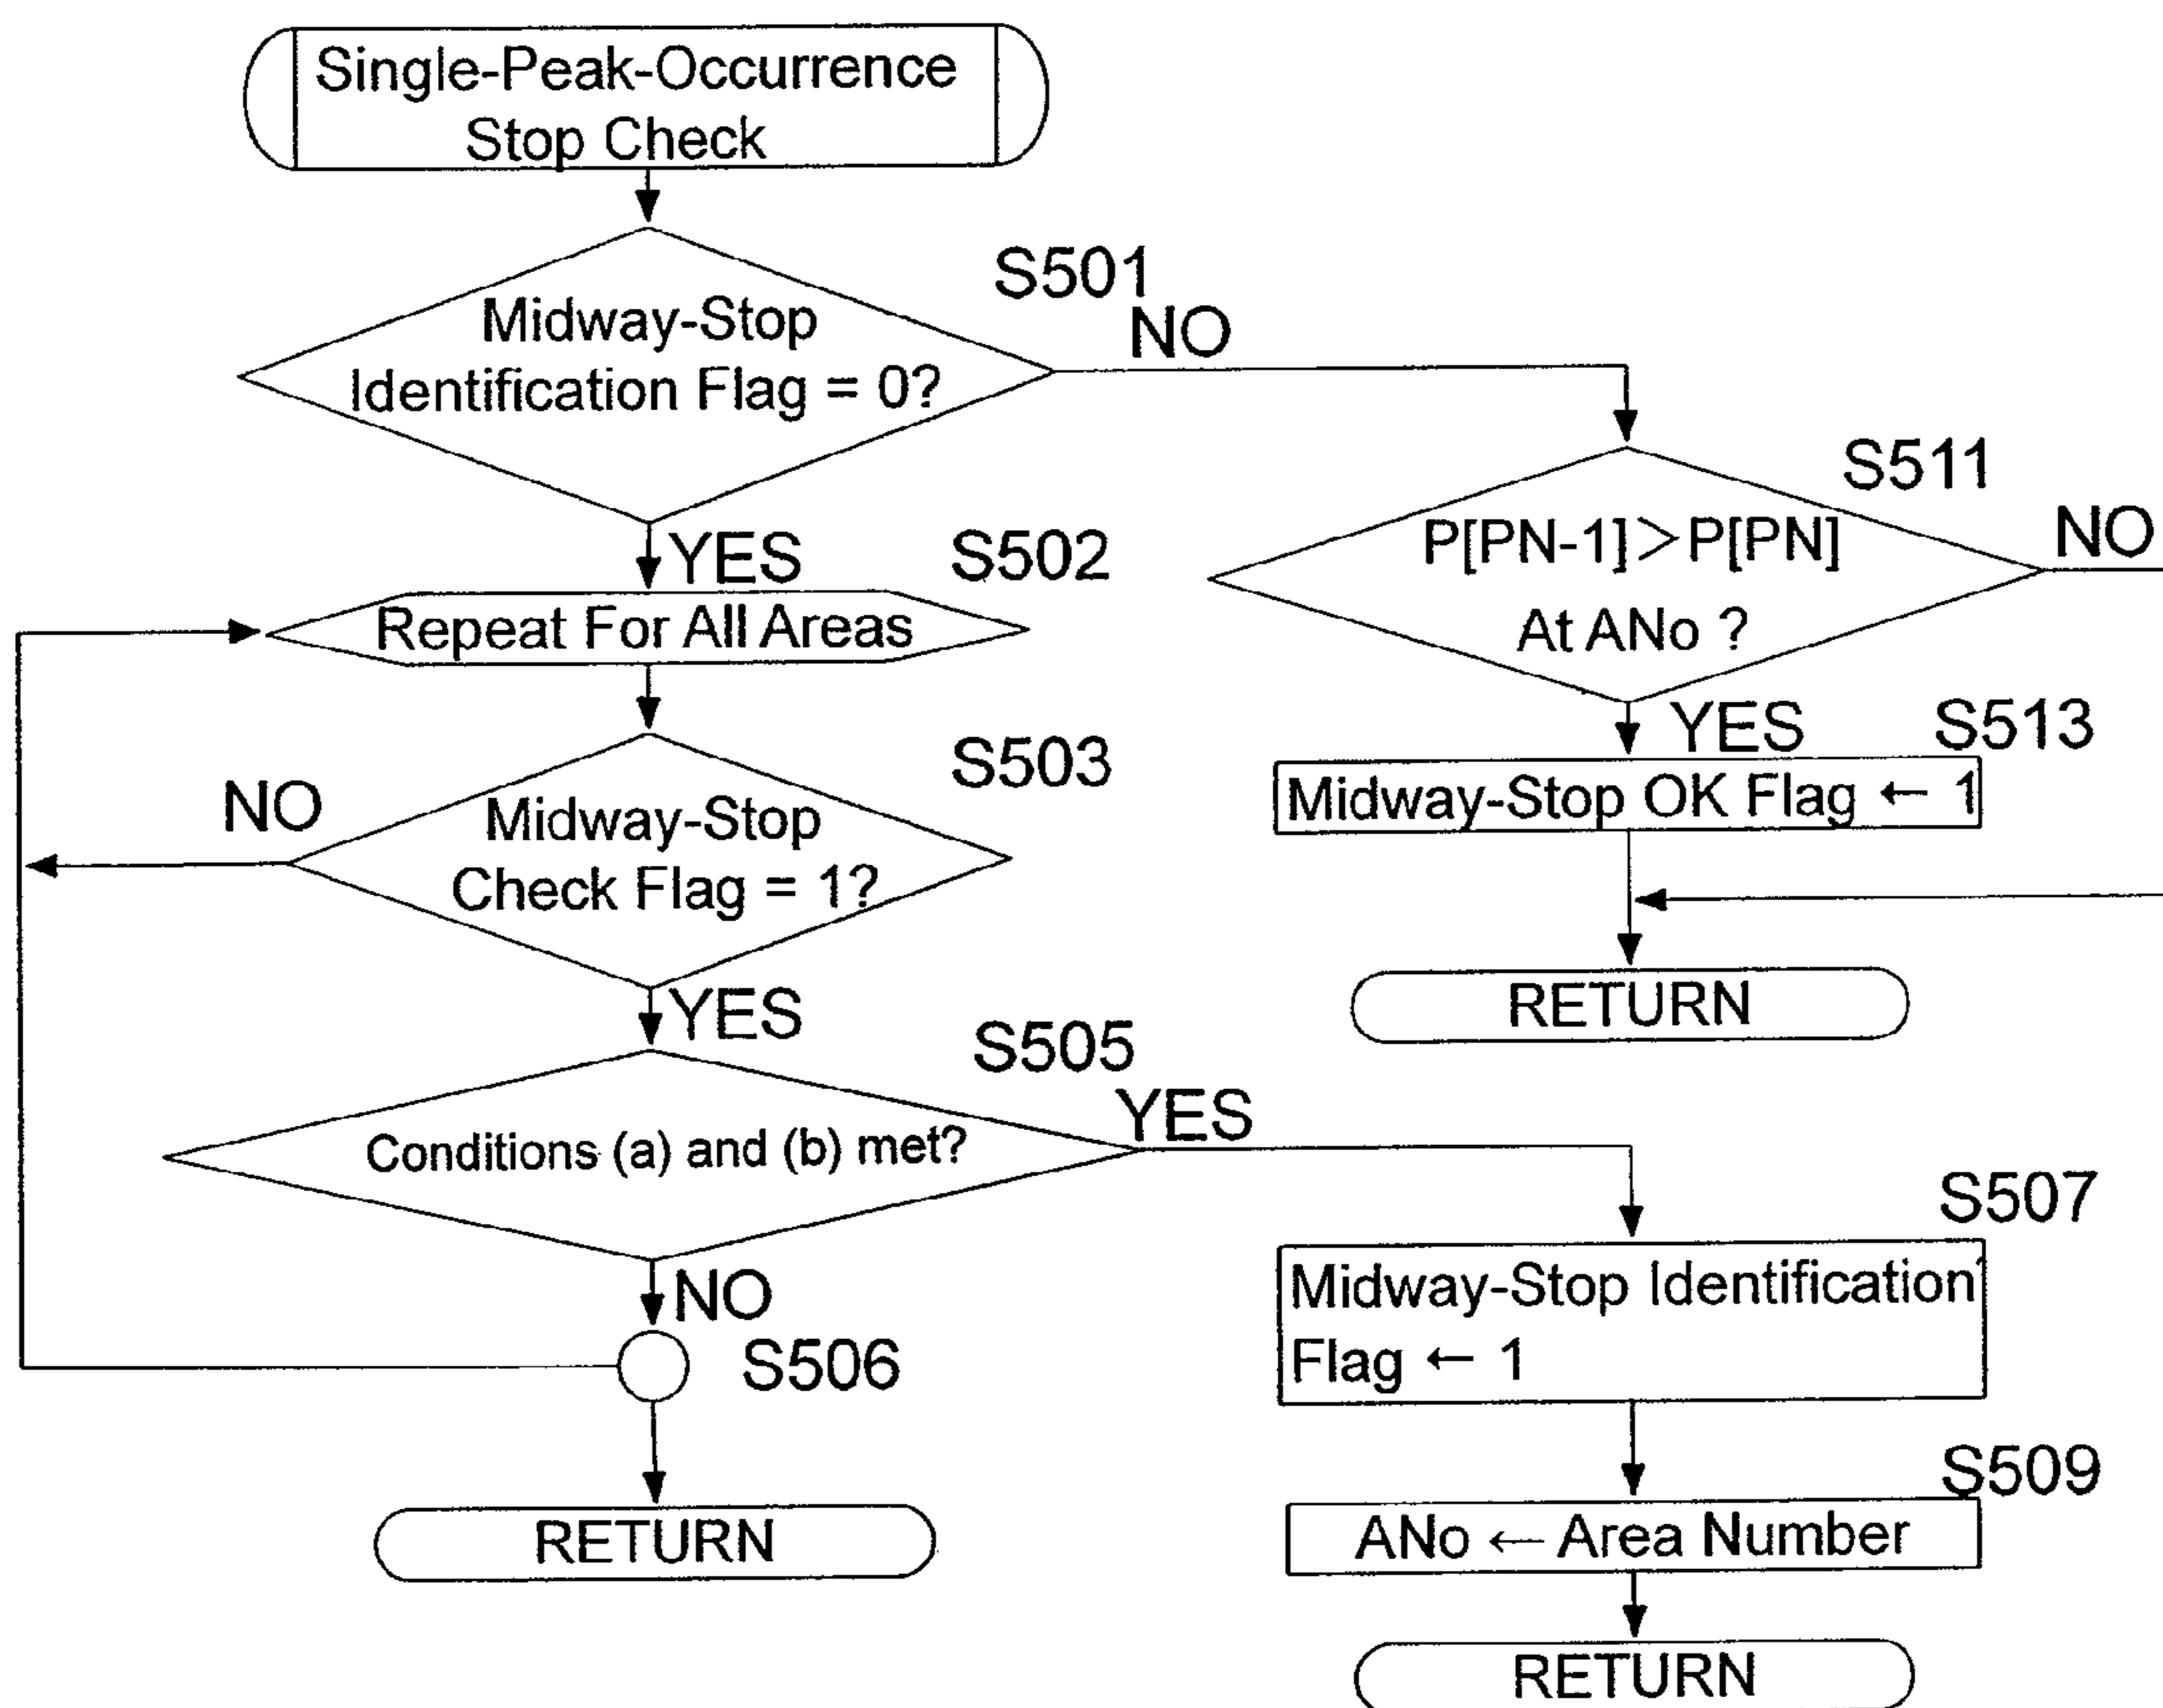 Single-Peak-Occurrence
Stop Check
S501
Midway-Stop
Identification Flag = 0?
NO
YES
S502
Repeat For All Areas
S503
NO
Midway-Stop
Check Flag = 1?
YES
S505
Conditions (a) and (b) met?
YES
NO
S506
RETURN
S511
P[PN-1]>P[PN]
At ANo ?
NO
YES
S513
Midway-Stop OK Flag ← 1
RETURN
S507
Midway-Stop Identification
Flag ← 1
S509
ANo ← Area Number
RETURN